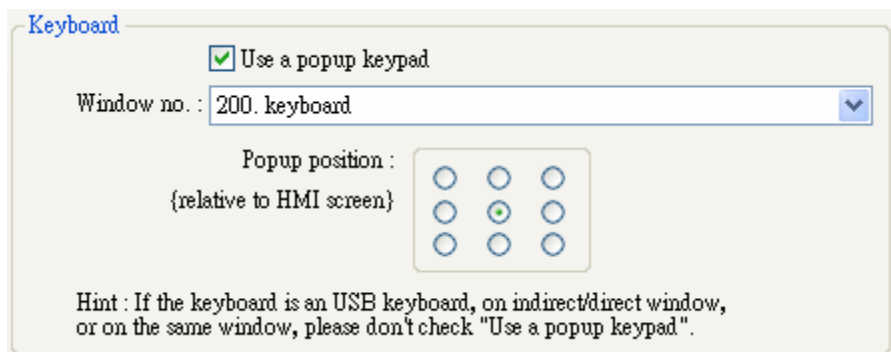 Keyboard
Use a popup keypad
Window no. : 200. keyboard
Popup position :
{relative to HMI screen}
Hint : If the keyboard is an USB keyboard, on indirect/direct window,
or on the same window, please don't check "Use a popup keypad".